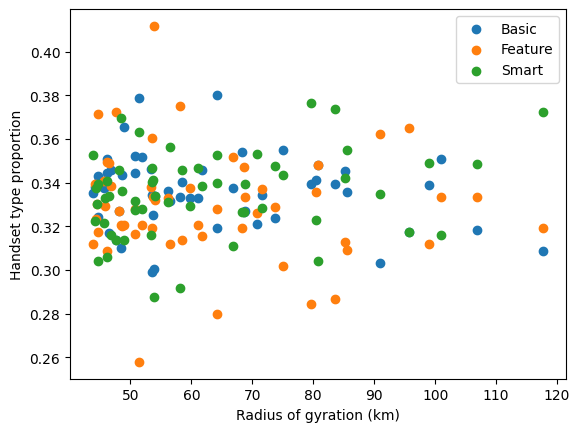 Basic
Feature
Smart
Handset type proportion
0.40
0.38
0.36
0.34
0.32
0.30
0.28
0.26
50 60 70 80 90 100 110 120
Radius of gyration (km)